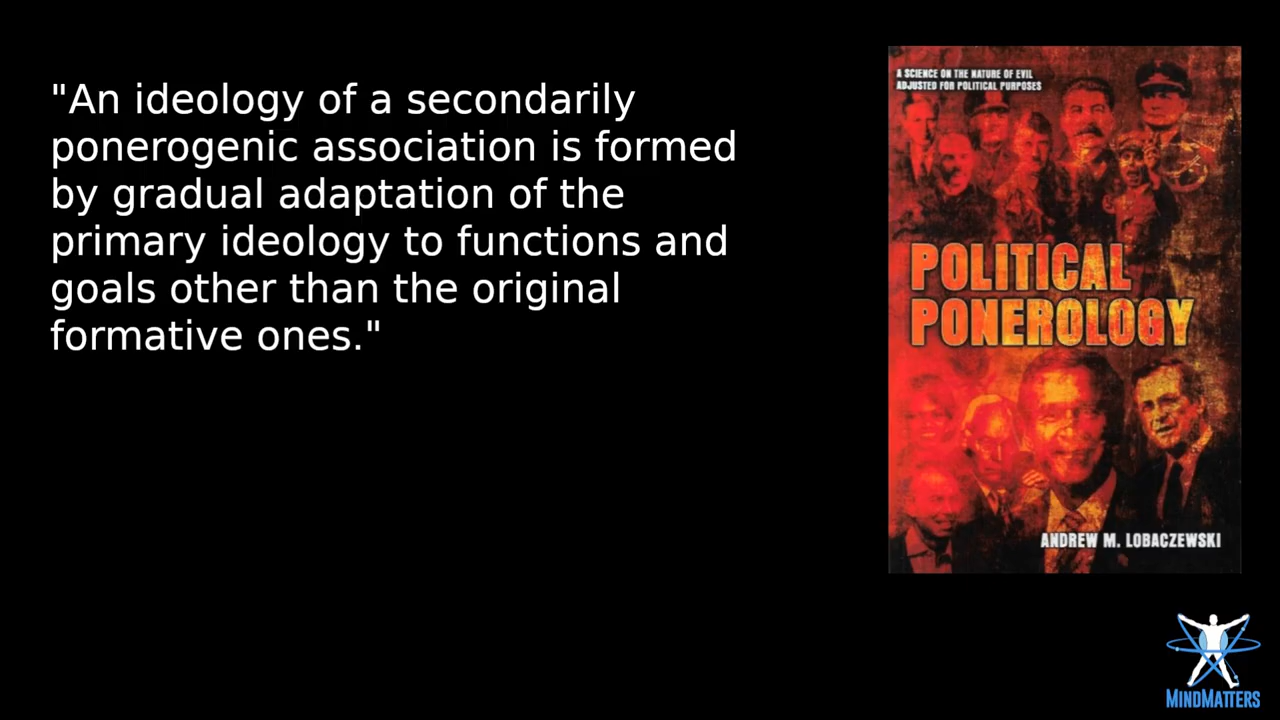 "An ideology of a secondarily
ponerogenic association is formed
by gradual adaptation of the
primary ideology to functions and
goals other than the original
formative ones."
A SCIENCE ON THE NATURE OF EVIL
ADJUSTED FOR POLITICAL PURPOSES
POLITICAL
PONEROLOGY
ANDREW M. LOBACZEWSKI
MINDMATTERS